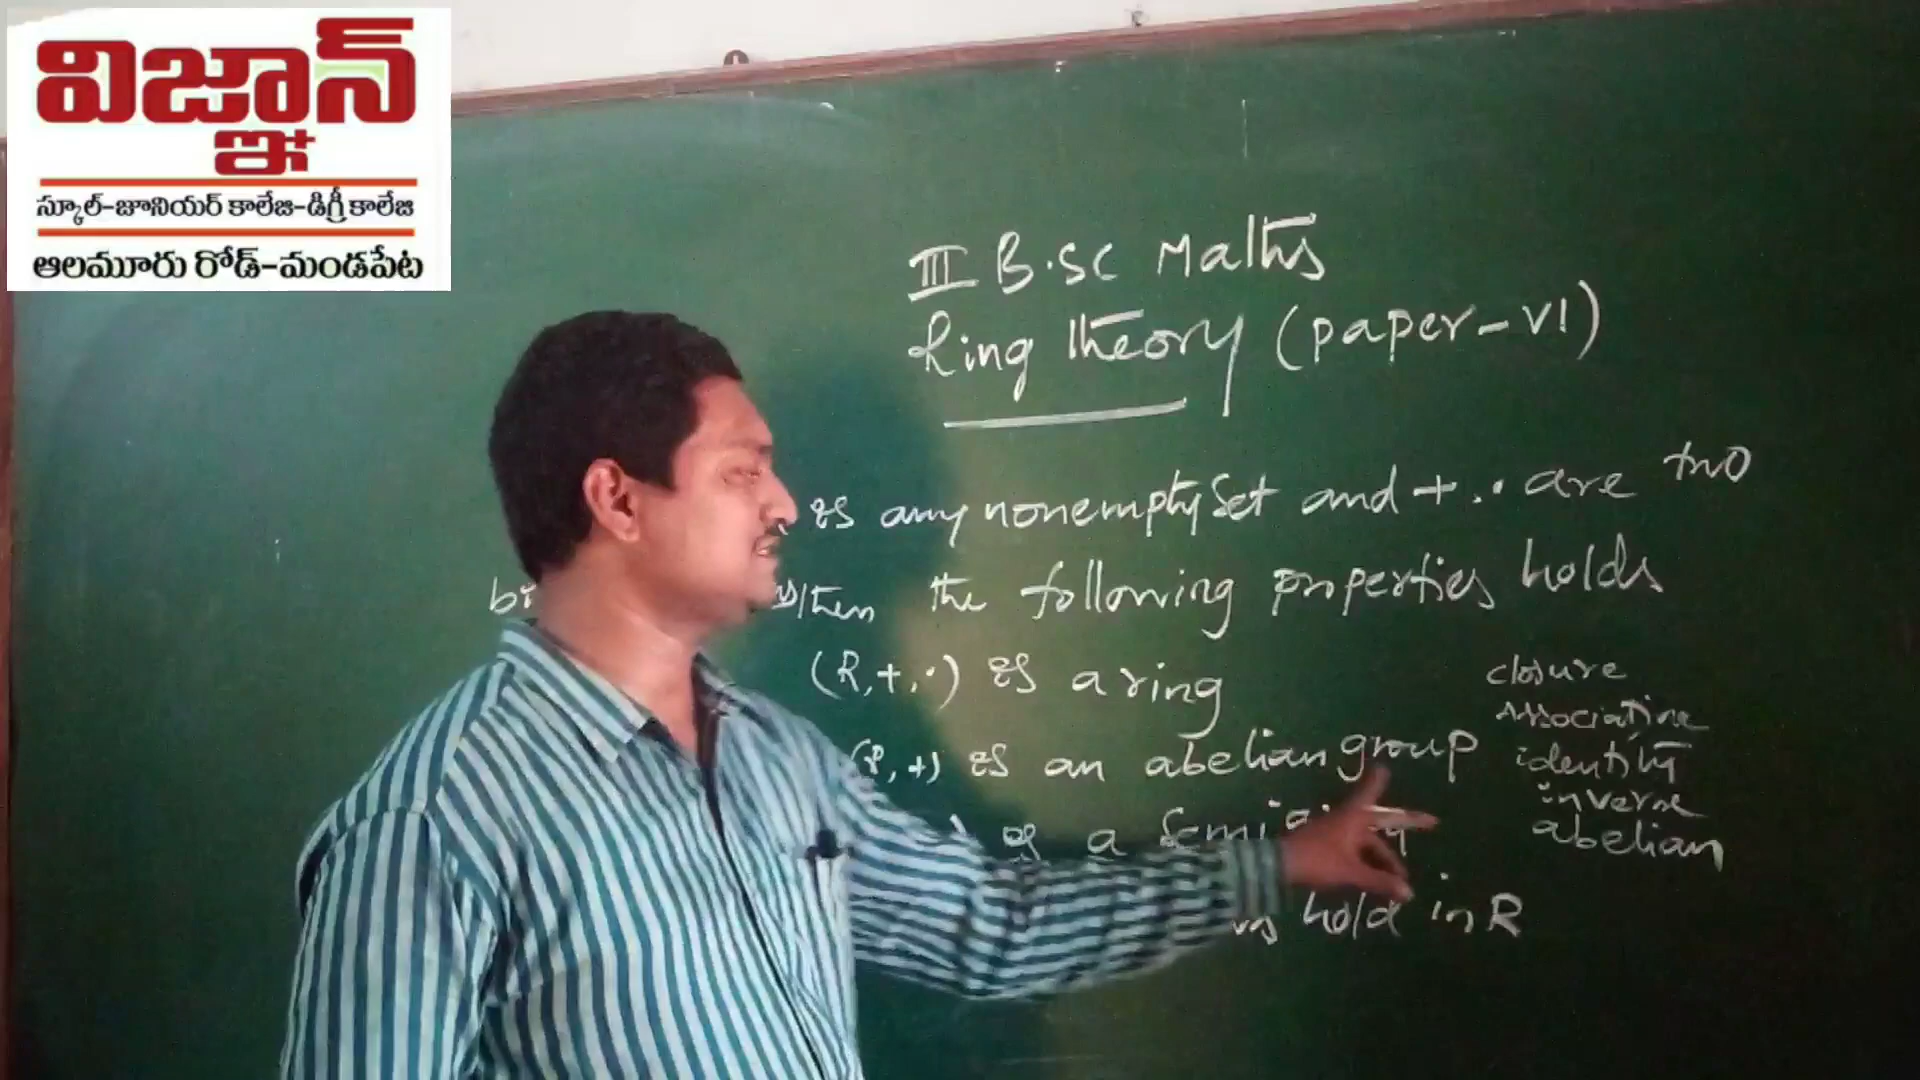 విజ్ఞాన్
స్కూల్-జూనియర్ కాలేజి-డిగ్రీ కాలేజి
ఆలమూరు రోడ్-మండపేట
III B.SC Maths
Ring theory (paper-VI)
is any nonempty set and +, . are two
then the following properties holds
(R,+,.) is a ring
(R,+) is an abelian group
is a semi
hold in R
closure
Associative
identity
inverse
abelian